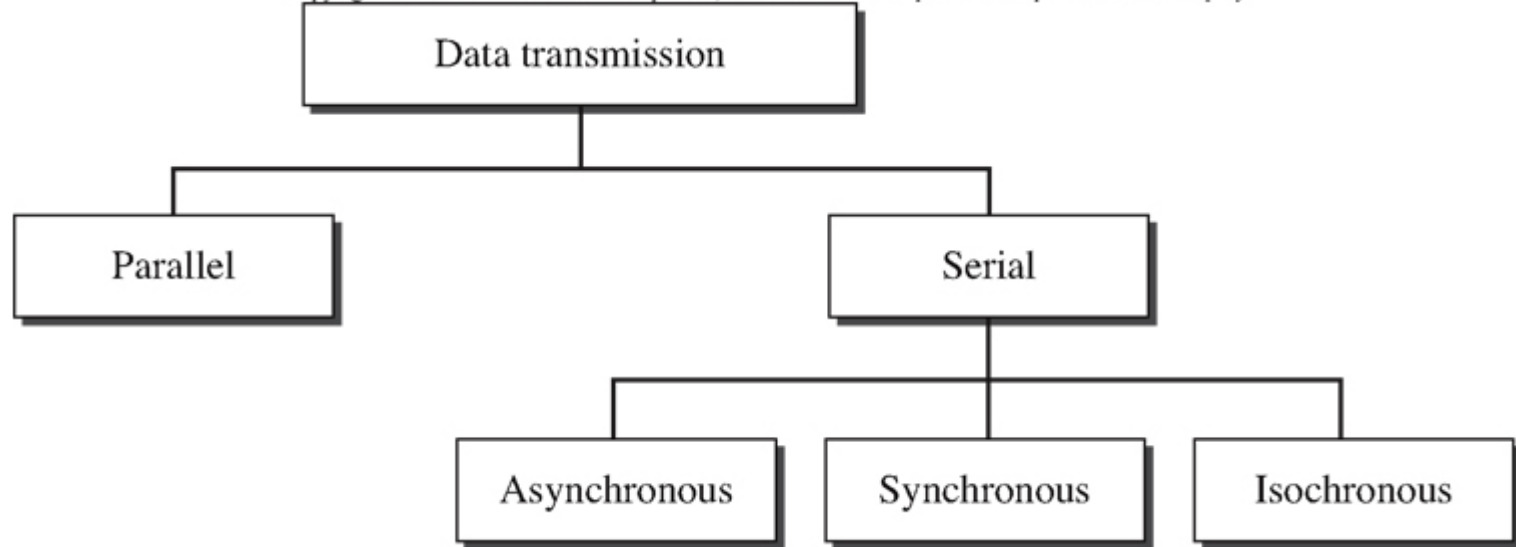 Data transmission
Parallel
Serial
Asynchronous
Synchronous
Isochronous